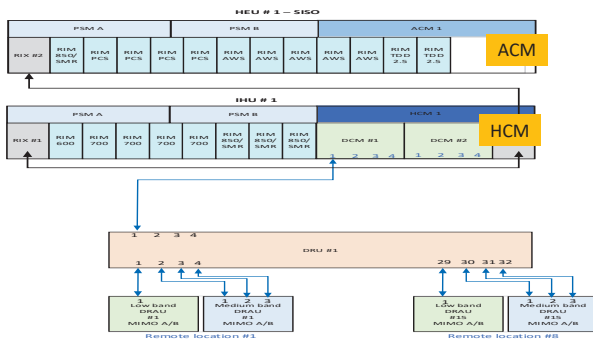 HEU # 1 – SISO
PSM A PSM B ACM 1
RIX #2 RIM 850/ SMR RIM PCS RIM PCS RIM PCS RIM PCS RIM AWS RIM AWS RIM AWS RIM AWS RIM AWS RIM TDD 2.5 RIM TDD 2.5
ACM
IHU # 1
PSM A PSM B HCM 1
RIX #1 RIM 600 RIM 700 RIM 700 RIM 700 RIM 700 RIM 850/ SMR RIM 850/ SMR RIM 850/ SMR DCM #1 DCM #2
HCM
1 2 3 4 1 2 3 4
1 2 3 4
DRU #1
1 2 3 4 29 30 31 32
1 1 2 3 1 1 2 3
Low band DRAU #1 MIMO A/B
Medium band DRAU #1 MIMO A/B
Low band DRAU #15 MIMO A/B
Medium band DRAU #15 MIMO A/B
Remote location #1 Remote location #8